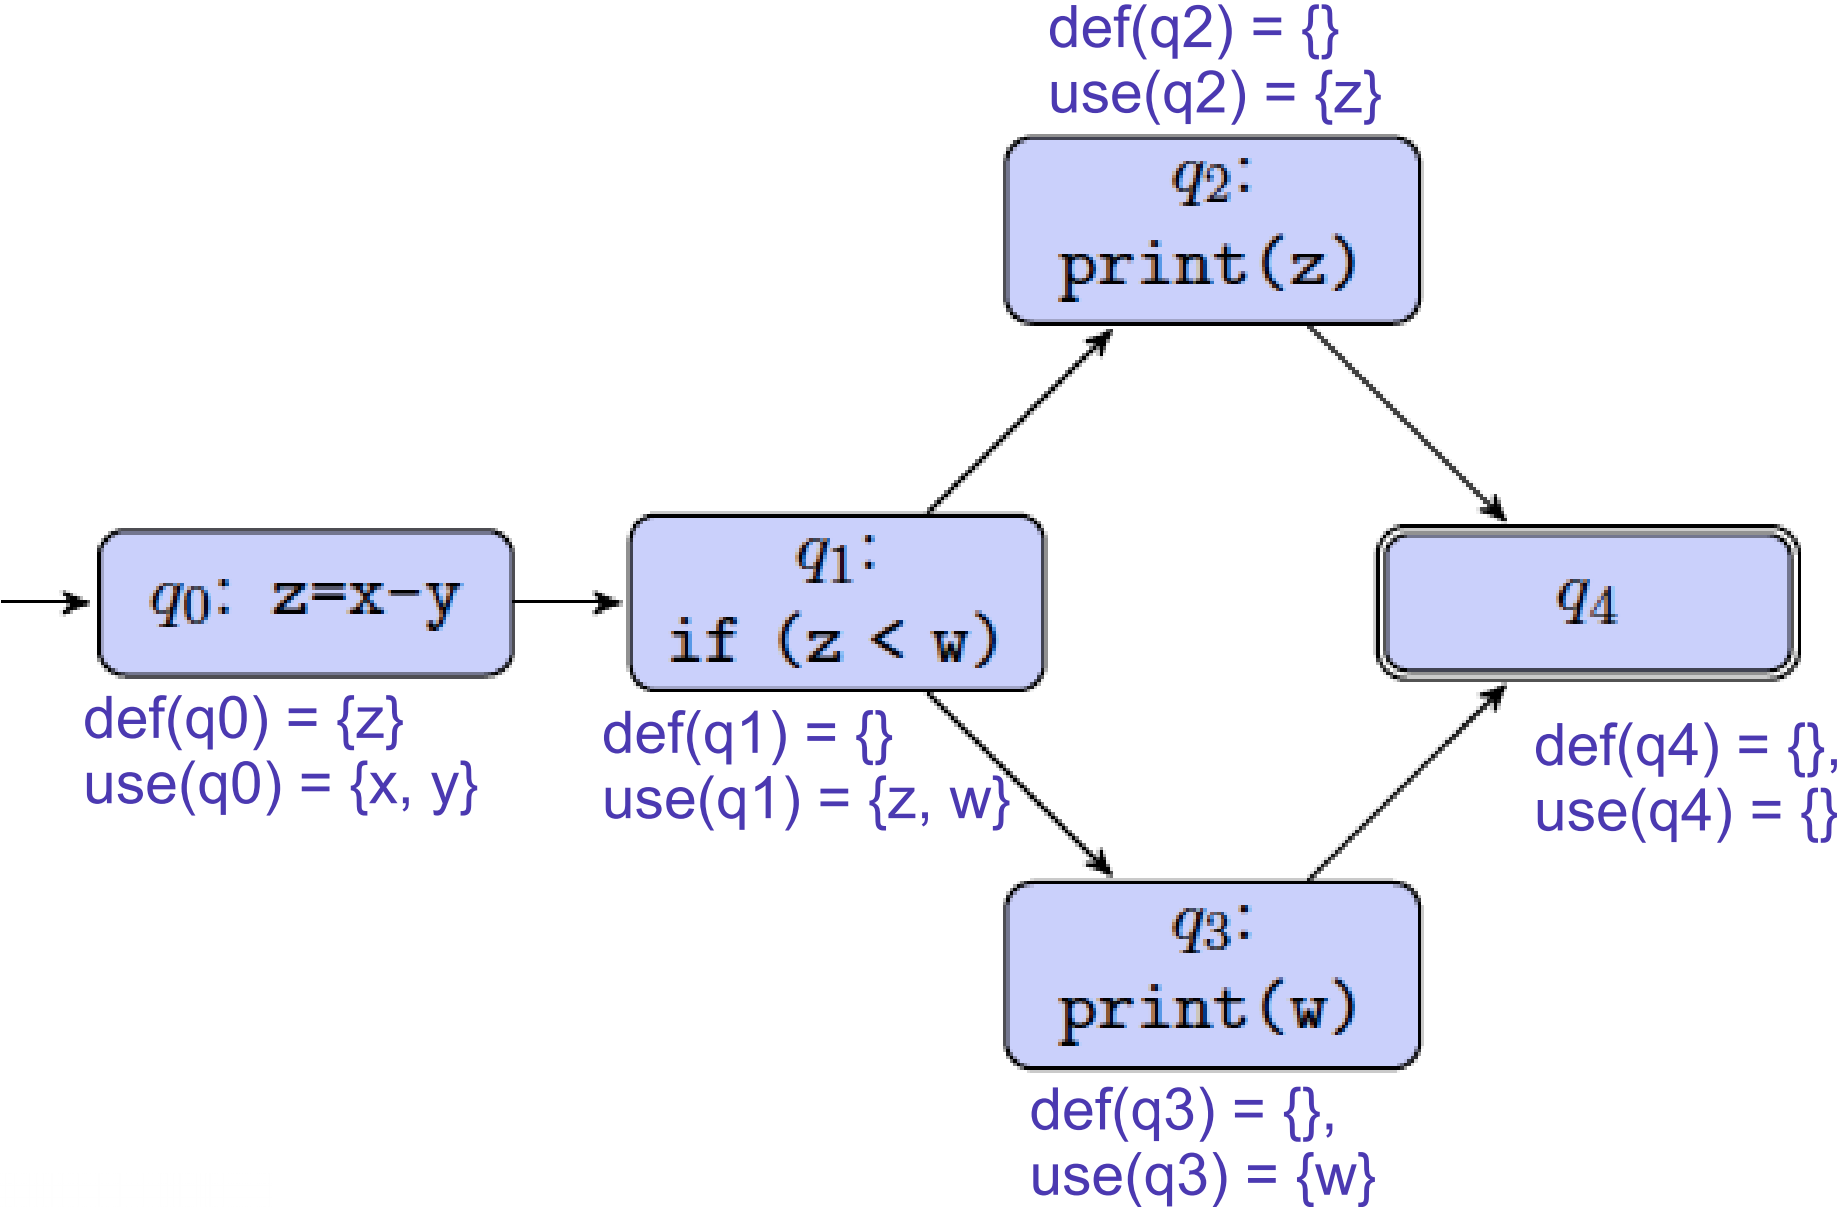 def(q2) = {}
use(q2) = {z}
q2:
print(z)
q0: z=x-y
def(q0) = {z}
use(q0) = {x, y}
q1:
if (z < w)
def(q1) = {}
use(q1) = {z, w}
q4
def(q4) = {},
use(q4) = {}
q3:
print(w)
def(q3) = {},
use(q3) = {w}